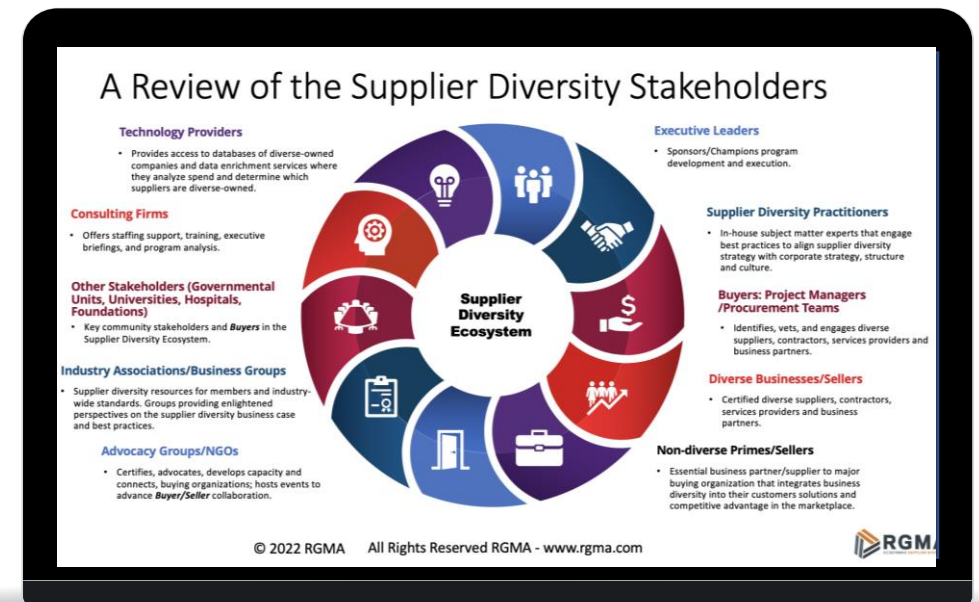 A Review of the Supplier Diversity Stakeholders
Technology Providers
• Provides access to databases of diverse-owned
companies and data enrichment services where
they analyze spend and determine which
suppliers are diverse-owned.
Consulting Firms
• Offers staffing support, training, executive
briefings, and program analysis.
Other Stakeholders (Governmental
Units, Universities, Hospitals,
Foundations)
• Key community stakeholders and Buyers in the
Supplier Diversity Ecosystem.
Industry Associations/Business Groups
• Supplier diversity resources for members and industry-
wide standards. Groups providing enlightened
perspectives on the supplier diversity business case
and best practices.
Advocacy Groups/NGOs
• Certifies, advocates, develops capacity and
connects, buying organizations; hosts events to
advance Buyer/Seller collaboration.
Supplier
Diversity
Ecosystem
Executive Leaders
• Sponsors/Champions program
development and execution.
Supplier Diversity Practitioners
• In-house subject matter experts that engage
best practices to align supplier diversity
strategy with corporate strategy, structure
and culture.
Buyers: Project Managers
/Procurement Teams
• Identifies, vets, and engages diverse
suppliers, contractors, services providers and
business partners.
Diverse Businesses/Sellers
• Certified diverse suppliers, contractors,
services providers and business
partners.
Non-diverse Primes/Sellers
• Essential business partner/supplier to major
buying organization that integrates business
diversity into their customers solutions and
competitive advantage in the marketplace.
© 2022 RGMA All Rights Reserved RGMA - www.rgma.com
RGMA